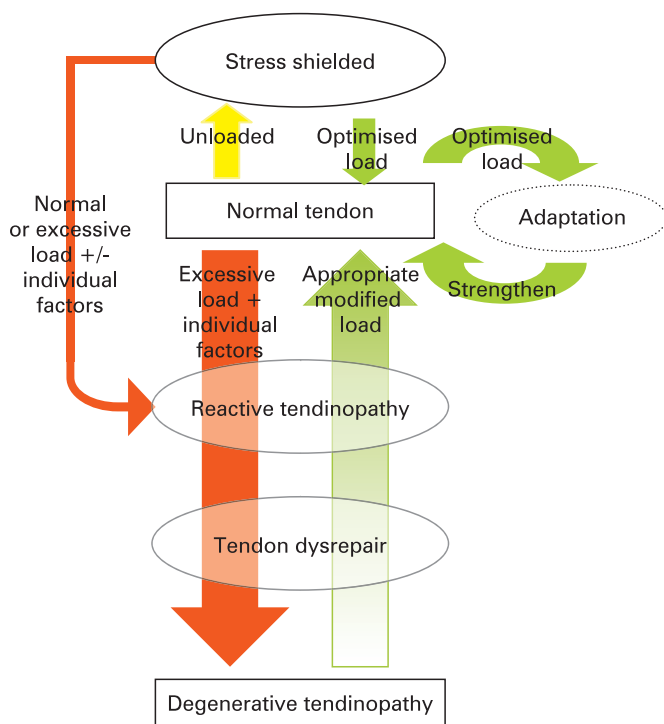 Stress shielded
Unloaded
Optimised
load
Optimised
load
Normal
or excessive
load +/-
individual
factors
Normal tendon
Adaptation
Excessive
load +
individual
factors
Appropriate
modified
load
Strengthen
Reactive tendinopathy
Tendon dysrepair
Degenerative tendinopathy